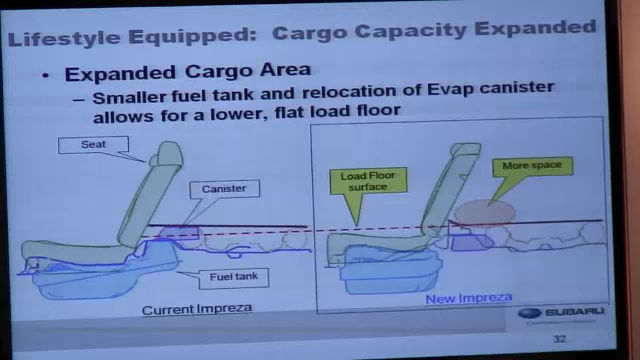 Lifestyle Equipped: Cargo Capacity Expanded
• Expanded Cargo Area
– Smaller fuel tank and relocation of Evap canister
allows for a lower, flat load floor
Seat
Canister
Fuel tank
Current Impreza
Load Floor
surface
More space
New Impreza
SUBARU
32